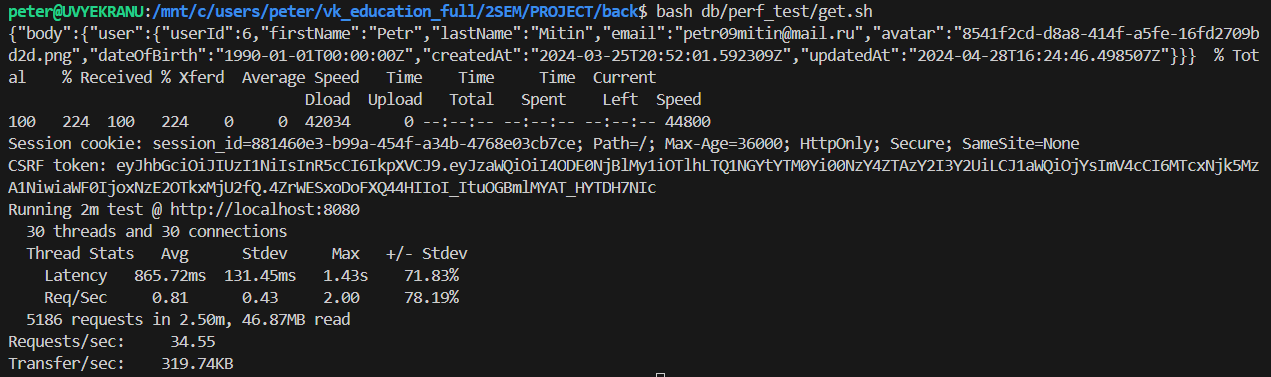 peter@UVYEKRANU:/mnt/c/users/peter/vk_education_full/2SEM/PROJECT/back$ bash db/perf_test/get.sh
{"body":{"user":{"userId":6,"firstName":"Petr","lastName":"Mitin","email":"petr09mitin@mail.ru","avatar":"8541f2cd-d8a8-414f-a5fe-16fd2709b
d2d.png","dateOfBirth":"1990-01-01T00:00:00Z","createdAt":"2024-03-25T20:52:01.592309Z","updatedAt":"2024-04-28T16:24:46.498507Z"}}}  % Tot
al    % Received % Xferd  Average Speed   Time    Time     Time  Current
                                 Dload  Upload   Total   Spent    Left  Speed
100   224  100   224    0     0  42034      0 --:--:-- --:--:-- --:--:-- 44800
Session cookie: session_id=881460e3-b99a-454f-a34b-4768e03cb7ce; Path=/; Max-Age=36000; HttpOnly; Secure; SameSite=None
CSRF token: eyJhbGciOiJIUzI1NiIsInR5cCI6IkpXVCJ9.eyJzaWQiOiI4ODE0NjBlMy1iOTlhLTQ1NGYtYTM0Yi00NzY4ZTAzY2I3Y2UiLCJ1aWQiOjYsImV4cCI6MTcxNjk5Mz
A1NiwiaWF0IjoxNzE2OTkxMjU2fQ.4ZrWESxoDoFXQ44HIIoI_ItuOGBmlMYAT_HYTDH7NIc
Running 2m test @ http://localhost:8080
  30 threads and 30 connections
  Thread Stats   Avg      Stdev     Max   +/- Stdev
    Latency   865.72ms  131.45ms   1.43s    71.83%
    Req/Sec     0.81      0.43     2.00     78.19%
  5186 requests in 2.50m, 46.87MB read
Requests/sec:     34.55
Transfer/sec:    319.74KB